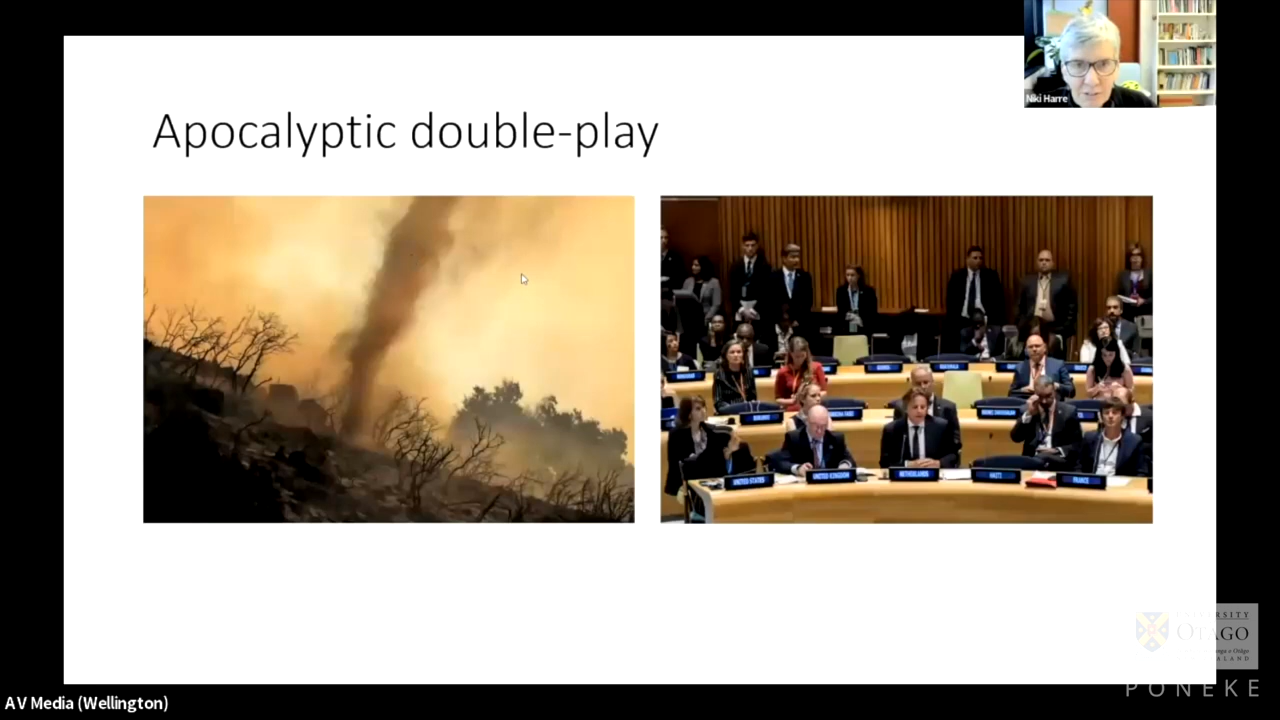 Niki Harre
Apocalyptic double-play
UNITED STATES
UNITED KINGDOM
NETHERLANDS
HAITI
FRANCE
OTAGO
PONEKE
AV Media (Wellington)